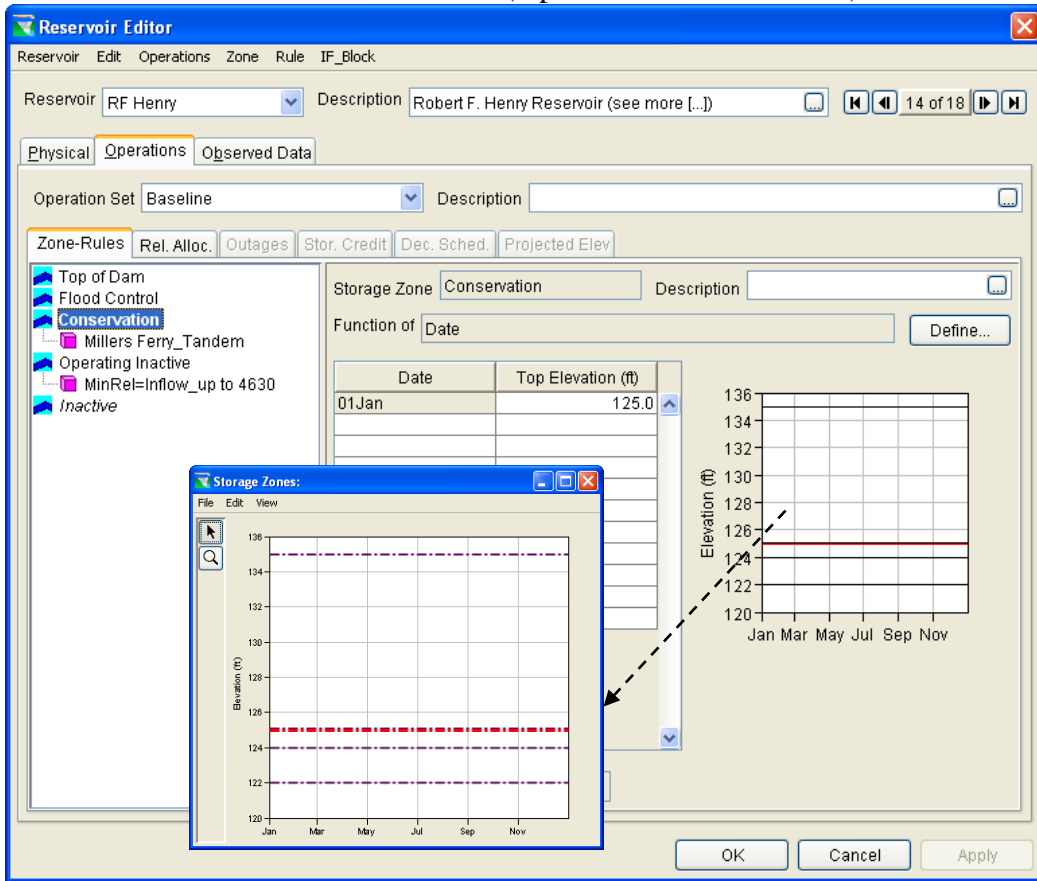 Reservoir Editor
Reservoir Edit Operations Zone Rule IF_Block
Reservoir RF Henry Description Robert F. Henry Reservoir (see more [...]) ... 14 of 18
Physical Operations Observed Data
Operation Set Baseline Description ...
Zone-Rules Rel. Alloc. Outages Stor. Credit Dec. Sched. Projected Elev
Top of Dam
Flood Control
Conservation
Millers Ferry_Tandem
Operating Inactive
MinRel=Inflow_up to 4630
Inactive
Storage Zone Conservation Description ...
Function of Date Define...
Date Top Elevation (ft)
01Jan 125.0
136
134
132
130
128
126
124
122
120
Elevation (ft)
Jan Mar May Jul Sep Nov
Storage Zones:
File Edit View
136
134
132
130
128
126
124
122
120
Elevation (ft)
Jan Mar May Jul Sep Nov
OK Cancel Apply